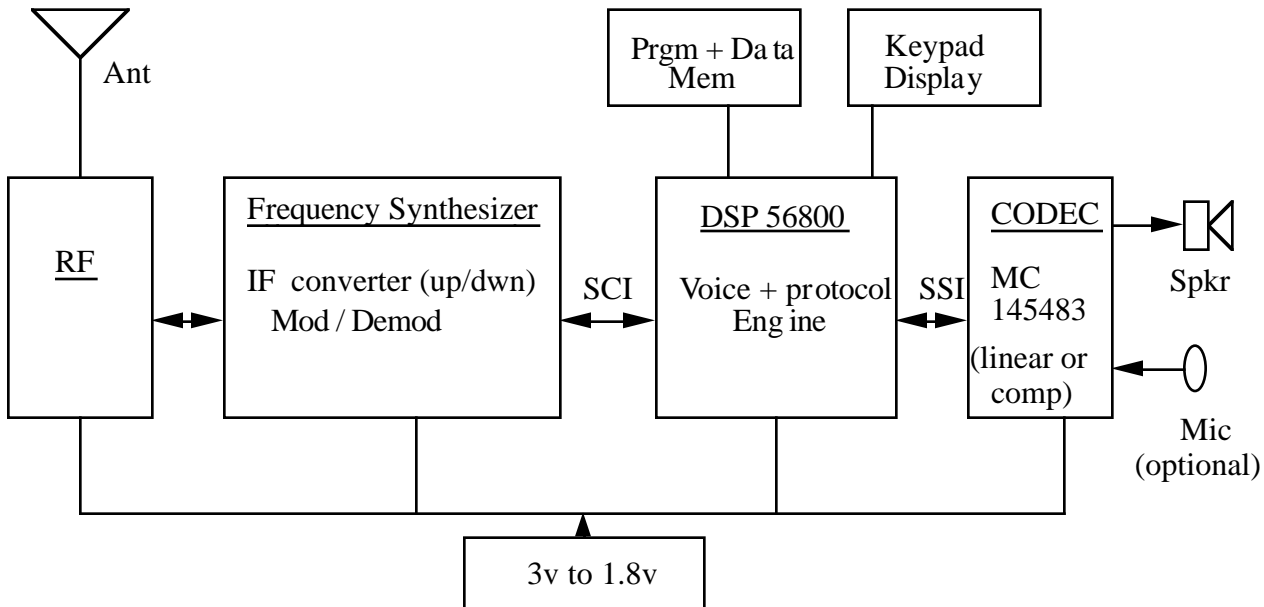 Ant
Prgm + Data
Mem
Keypad
Display
RF
Frequency Synthesizer
IF converter (up/dwn)
Mod / Demod
SCI
DSP 56800
Voice + protocol
Engine
SSI
CODEC
MC
145483
(linear or
comp)
Spkr
Mic
(optional)
3v to 1.8v